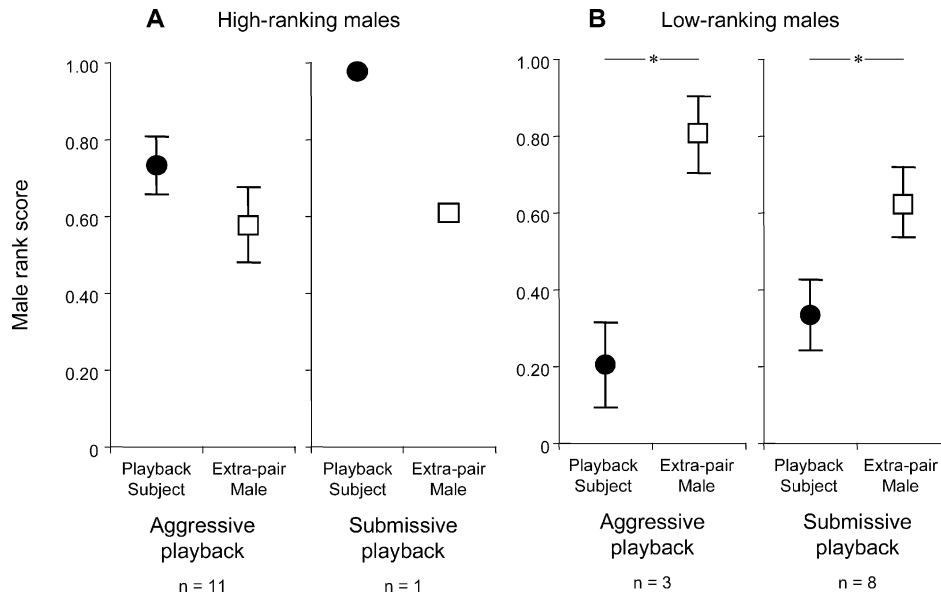 A High-ranking males
B Low-ranking males
Male rank score
1.00
0.80
0.60
0.40
0.20
0
Playback
Subject
Extra-pair
Male
Aggressive
playback
n = 11
Playback
Subject
Extra-pair
Male
Submissive
playback
n = 1
1.00
0.80
0.60
0.40
0.20
0
*
Playback
Subject
Extra-pair
Male
Aggressive
playback
n = 3
*
Playback
Subject
Extra-pair
Male
Submissive
playback
n = 8